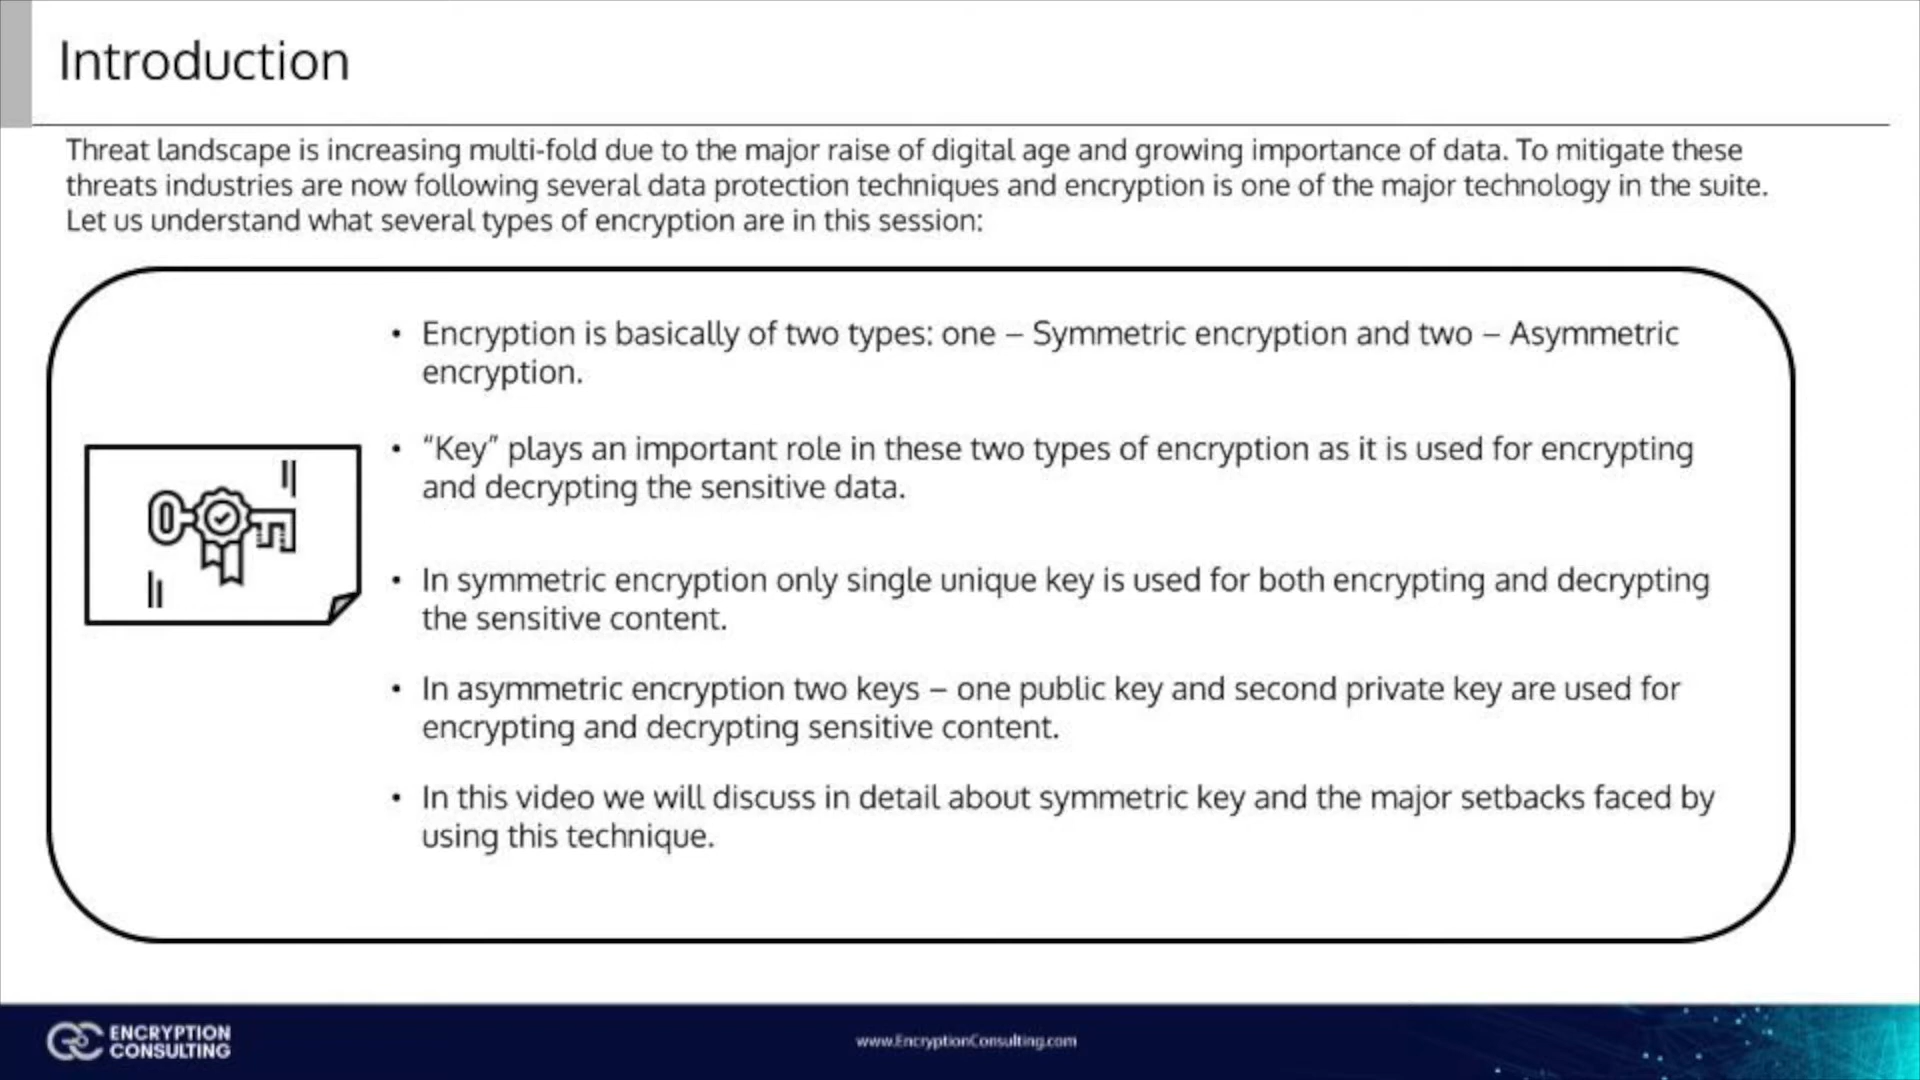 Introduction
Threat landscape is increasing multi-fold due to the major raise of digital age and growing importance of data. To mitigate these
threats industries are now following several data protection techniques and encryption is one of the major technology in the suite.
Let us understand what several types of encryption are in this session:
• Encryption is basically of two types: one – Symmetric encryption and two – Asymmetric
encryption.
• “Key” plays an important role in these two types of encryption as it is used for encrypting
and decrypting the sensitive data.
• In symmetric encryption only single unique key is used for both encrypting and decrypting
the sensitive content.
• In asymmetric encryption two keys – one public key and second private key are used for
encrypting and decrypting sensitive content.
• In this video we will discuss in detail about symmetric key and the major setbacks faced by
using this technique.
ENCRYPTION
CONSULTING
www.EncryptionConsulting.com